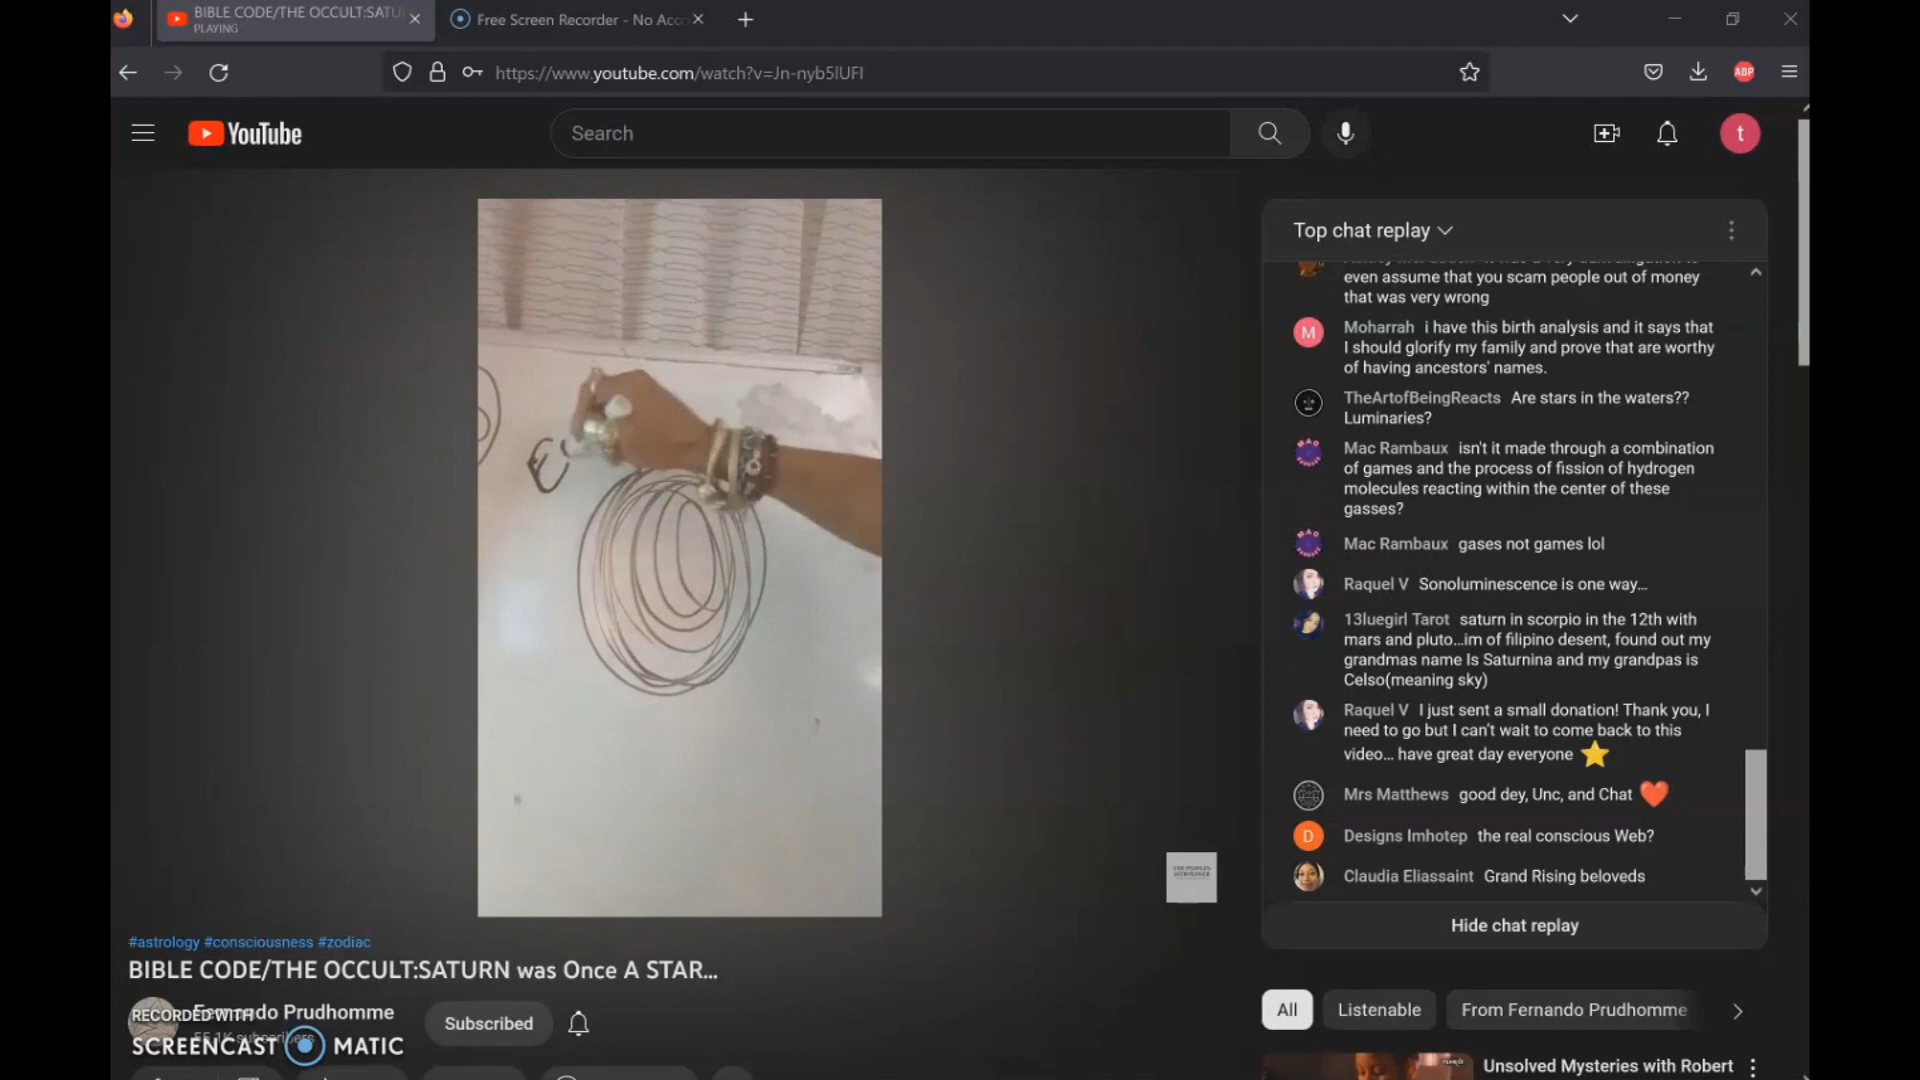 BIBLE CODE/THE OCCULT:SATU
PLAYING
Free Screen Recorder - No Acc
https://www.youtube.com/watch?v=Jn-nyb5lUFI
ABP
YouTube
Search
t
Top chat replay
even assume that you scam people out of money
that was very wrong
M
Moharrah i have this birth analysis and it says that
I should glorify my family and prove that are worthy
of having ancestors' names.
TheArtofBeingReacts Are stars in the waters??
Luminaries?
Mac Rambaux isn't it made through a combination
of games and the process of fission of hydrogen
molecules reacting within the center of these
gasses?
Mac Rambaux gases not games lol
Raquel V Sonoluminescence is one way...
13luegirl Tarot saturn in scorpio in the 12th with
mars and pluto...im of filipino desent, found out my
grandmas name Is Saturnina and my grandpas is
Celso(meaning sky)
Raquel V I just sent a small donation! Thank you, I
need to go but I can't wait to come back to this
video... have great day everyone
Mrs Matthews good dey, Unc, and Chat
D
Designs Imhotep the real conscious Web?
Claudia Eliassaint Grand Rising beloveds
Hide chat replay
THE PEOPLES
ASTROLOGER
#astrology #consciousness #zodiac
BIBLE CODE/THE OCCULT:SATURN was Once A STAR...
Fernando Prudhomme
subscribers
Subscribed
RECORDED WITH
SCREENCAST MATIC
All
Listenable
From Fernando Prudhomme
Unsolved Mysteries with Robert